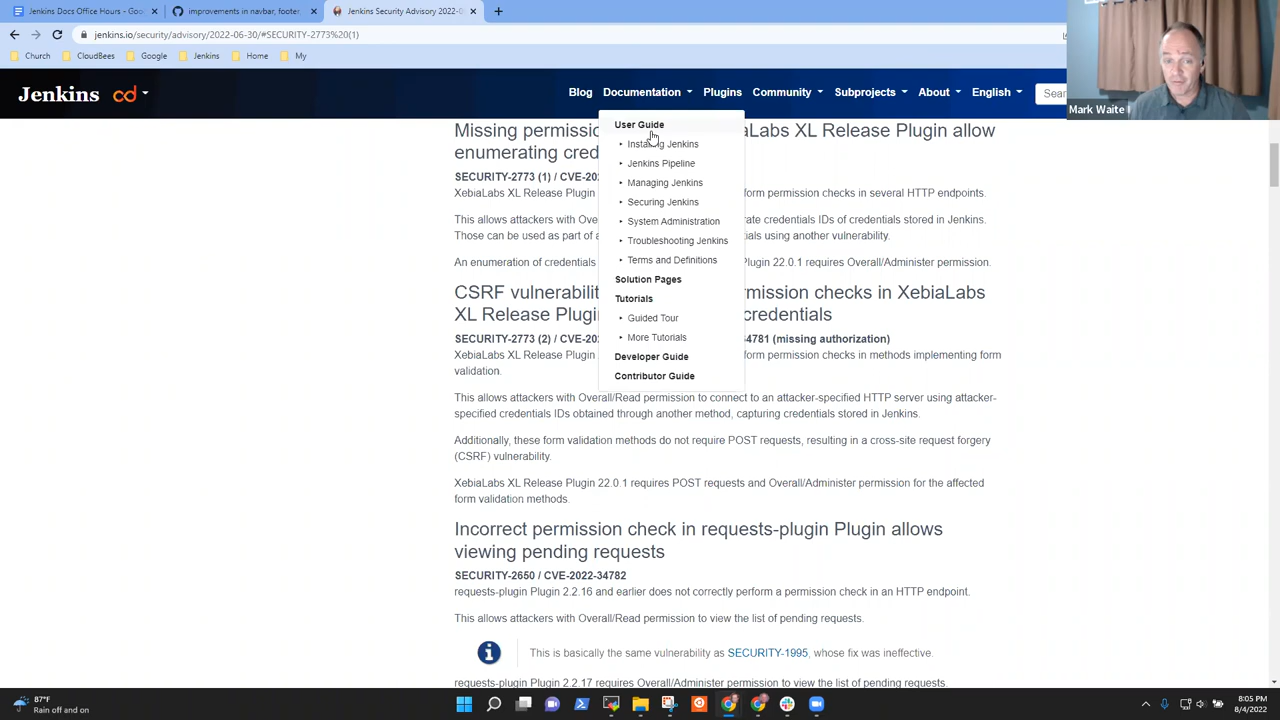 Jenkins Docs Office Hours - Goo
improvements in navbar, footer,
Jenkins Security Advisory 2022-0
jenkins.io/security/advisory/2022-06-30/#SECURITY-2773%20(1)
Church
CloudBees
Google
Jenkins
Home
My
Mark Waite
Jenkins
cd
Blog
Documentation
Plugins
Community
Subprojects
About
English
Sear
User Guide
Installing Jenkins
Jenkins Pipeline
Managing Jenkins
Securing Jenkins
System Administration
Troubleshooting Jenkins
Terms and Definitions
Solution Pages
Tutorials
Guided Tour
More Tutorials
Developer Guide
Contributor Guide
Missing permissio aLabs XL Release Plugin allow
enumerating cred
SECURITY-2773 (1) / CVE-20
XebiaLabs XL Release Plugin form permission checks in several HTTP endpoints.
This allows attackers with Ove rate credentials IDs of credentials stored in Jenkins.
Those can be used as part of a ntials using another vulnerability.
An enumeration of credentials Plugin 22.0.1 requires Overall/Administer permission.
CSRF vulnerabilit mission checks in XebiaLabs
XL Release Plugi credentials
SECURITY-2773 (2) / CVE-20 34781 (missing authorization)
XebiaLabs XL Release Plugin form permission checks in methods implementing form
validation.
This allows attackers with Overall/Read permission to connect to an attacker-specified HTTP server using attacker-
specified credentials IDs obtained through another method, capturing credentials stored in Jenkins.
Additionally, these form validation methods do not require POST requests, resulting in a cross-site request forgery
(CSRF) vulnerability.
XebiaLabs XL Release Plugin 22.0.1 requires POST requests and Overall/Administer permission for the affected
form validation methods.
Incorrect permission check in requests-plugin Plugin allows
viewing pending requests
SECURITY-2650 / CVE-2022-34782
requests-plugin Plugin 2.2.16 and earlier does not correctly perform a permission check in an HTTP endpoint.
This allows attackers with Overall/Read permission to view the list of pending requests.
This is basically the same vulnerability as SECURITY-1995, whose fix was ineffective.
requests-plugin Plugin 2.2.17 requires Overall/Administer permission to view the list of pending requests.
87°F
Rain off and on
8:05 PM
8/4/2022